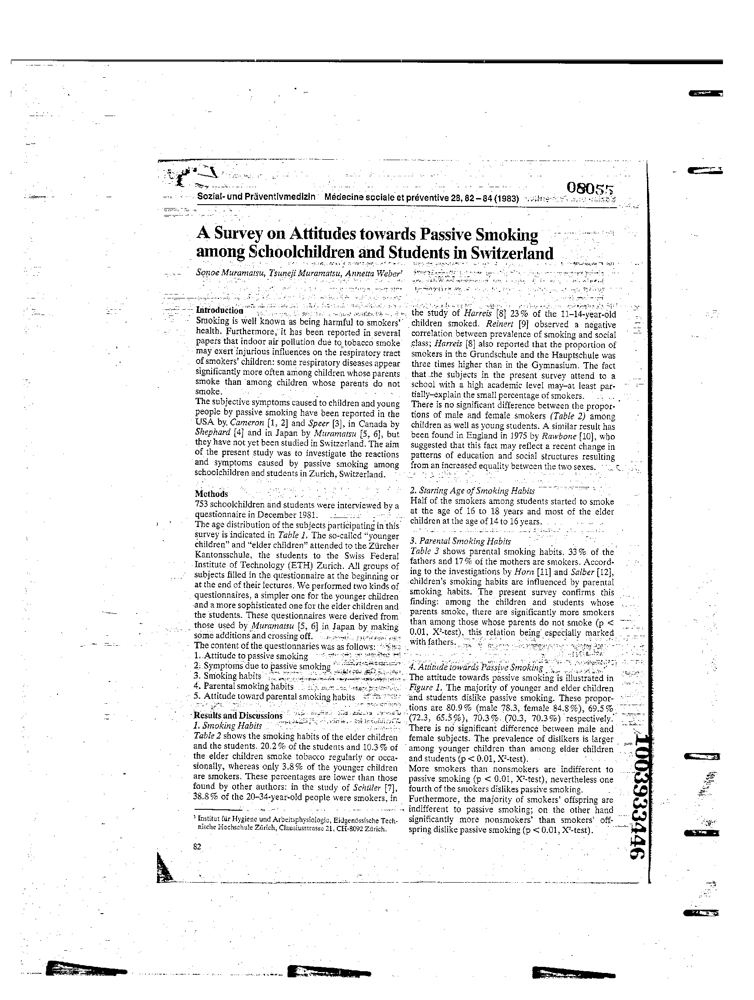 08055
Sozial- und Präventivmedizin Médecine sociale et préventive 28, 82 – 84 (1983)
A Survey on Attitudes towards Passive Smoking
among Schoolchildren and Students in Switzerland
Sonoe Muramatsu, Tsuneji Muramatsu, Annetta Weber¹
Introduction
Smoking is well known as being harmful to smokers'
health. Furthermore, it has been reported in several
papers that indoor air pollution due to tobacco smoke
may exert injurious influences on the respiratory tract
of smokers' children: some respiratory diseases appear
significantly more often among children whose parents
smoke than among children whose parents do not
smoke.
The subjective symptoms caused to children and young
people by passive smoking have been reported in the
USA by, Cameron [1, 2] and Speer [3], in Canada by
Shephard [4] and in Japan by Muramatsu [5, 6], but
they have not yet been studied in Switzerland. The aim
of the present study was to investigate the reactions
and symptoms caused by passive smoking among
schoolchildren and students in Zurich, Switzerland.
Methods
753 schoolchildren and students were interviewed by a
questionnaire in December 1981.
The age distribution of the subjects participating in this
survey is indicated in Table 1. The so-called "younger
children" and "elder children" attended to the Zürcher
Kantonsschule, the students to the Swiss Federal
Institute of Technology (ETH) Zurich. All groups of
subjects filled in the questionnaire at the beginning or
at the end of their lectures. We performed two kinds of
questionnaires, a simpler one for the younger children
and a more sophisticated one for the elder children and
the students. These questionnaires were derived from
those used by Muramatsu [5, 6] in Japan by making
some additions and crossing off.
The content of the questionnaries was as follows:
1. Attitude to passive smoking
2. Symptoms due to passive smoking
3. Smoking habits
4. Parental smoking habits
5. Attitude toward parental smoking habits
Results and Discussions
1. Smoking Habits
Table 2 shows the smoking habits of the elder children
and the students. 20.2% of the students and 10.3% of
the elder children smoke tobacco regularly or occa-
sionally, whereas only 3.8% of the younger children
are smokers. These percentages are lower than those
found by other authors: in the study of Schüler [7],
38.8% of the 20–34-year-old people were smokers, in
¹ Institut für Hygiene und Arbeitsphysiologie, Eidgenössische Tech-
nische Hochschule Zürich, Clausiusstrasse 21, CH-8092 Zürich.
82
the study of Harreis [8] 23% of the 11–14-year-old
children smoked. Reinert [9] observed a negative
correlation between prevalence of smoking and social
class; Harreis [8] also reported that the proportion of
smokers in the Grundschule and the Hauptschule was
three times higher than in the Gymnasium. The fact
that the subjects in the present survey attend to a
school with a high academic level may–at least par-
tially–explain the small percentage of smokers.
There is no significant difference between the propor-
tions of male and female smokers (Table 2) among
children as well as young students. A similar result has
been found in England in 1975 by Rawbone [10], who
suggested that this fact may reflect a recent change in
patterns of education and social structures resulting
from an increased equality between the two sexes.
2. Starting Age of Smoking Habits
Half of the smokers among students started to smoke
at the age of 16 to 18 years and most of the elder
children at the age of 14 to 16 years.
3. Parental Smoking Habits
Table 3 shows parental smoking habits. 33% of the
fathers and 17% of the mothers are smokers. Accord-
ing to the investigations by Horn [11] and Salber [12],
children's smoking habits are influenced by parental
smoking habits. The present survey confirms this
finding: among the children and students whose
parents smoke, there are significantly more smokers
than among those whose parents do not smoke (p <
0.01, X²-test), this relation being especially marked
with fathers.
4. Attitude towards Passive Smoking
The attitude towards passive smoking is illustrated in
Figure 1. The majority of younger and elder children
and students dislike passive smoking. These propor-
tions are 80.9% (male 78.3, female 84.8%), 69.5%
(72.3, 65.5%), 70.3% (70.3, 70.3%) respectively.
There is no significant difference between male and
female subjects. The prevalence of dislikers is larger
among younger children than among elder children
and students (p < 0.01, X²-test).
More smokers than nonsmokers are indifferent to
passive smoking (p < 0.01, X²-test), nevertheless one
fourth of the smokers dislikes passive smoking.
Furthermore, the majority of smokers' offspring are
indifferent to passive smoking; on the other hand
significantly more nonsmokers' than smokers' off-
spring dislike passive smoking (p < 0.01, X²-test).
1003933446